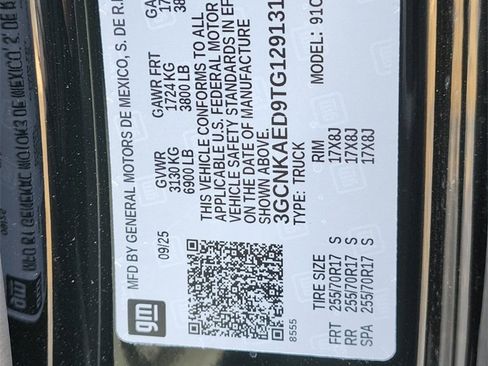 gm
MFD BY GENERAL MOTORS DE MEXICO, S. DE R.
09/25
GVWR
3130 KG
6900 LB
GAWR FRT
1724 KG
3800 LB
THIS VEHICLE CONFORMS TO ALL
APPLICABLE U.S. FEDERAL MOTOR
VEHICLE SAFETY STANDARDS IN EF
ON THE DATE OF MANUFACTUR
SHOWN ABOVE.
3GCNKAED9TG129131
TYPE: TRUCK
MODEL: 91C
8555
TIRE SIZE RIM
FRT 255/70R17 S 17X8J
RR 255/70R17 S 17X8J
SPA 255/70R17 S 17X8J